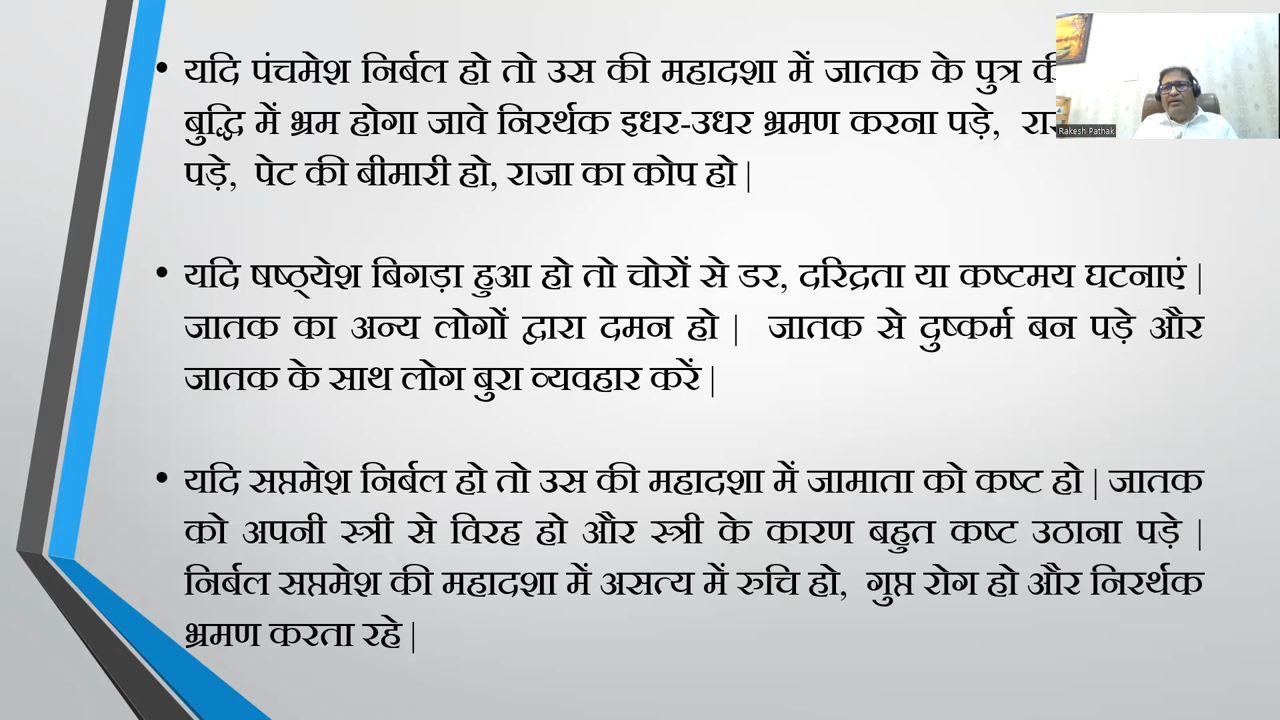 यदि पंचमेश निर्बल हो तो उस की महादशा में जातक के पुत्र
बुद्धि में भ्रम होगा जावे निरर्थक इधर-उधर भ्रमण करना पड़े,
पड़े, पेट की बीमारी हो, राजा का कोप हो |
यदि षष्ठ्येश बिगड़ा हुआ हो तो चोरों से डर, दरिद्रता या कष्टमय घटनाएं |
जातक का अन्य लोगों द्वारा दमन हो | जातक से दुष्कर्म बन पड़े और
जातक के साथ लोग बुरा व्यवहार करें |
यदि सप्तमेश निर्बल हो तो उस की महादशा में जामाता को कष्ट हो | जातक
को अपनी स्त्री से विरह हो और स्त्री के कारण बहुत कष्ट उठाना पड़े |
निर्बल सप्तमेश की महादशा में असत्य में रुचि हो, गुप्त रोग हो और निरर्थक
भ्रमण करता रहे |
Rakesh Pathak